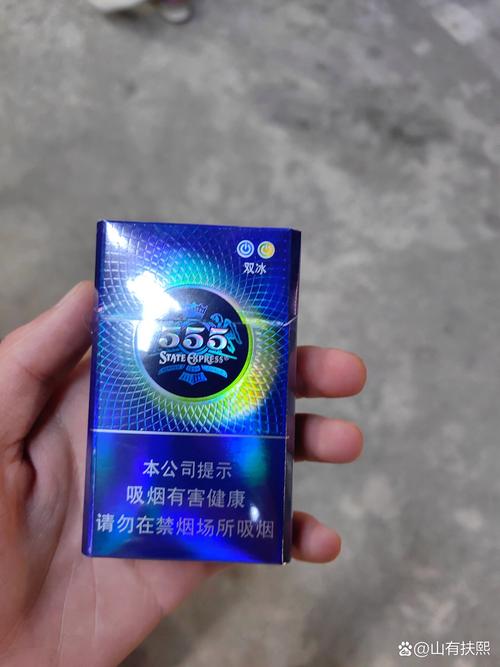 双冰
555
STATE EXPRESS
本公司提示
吸烟有害健康
请勿在禁烟场所吸烟
@山有扶熙